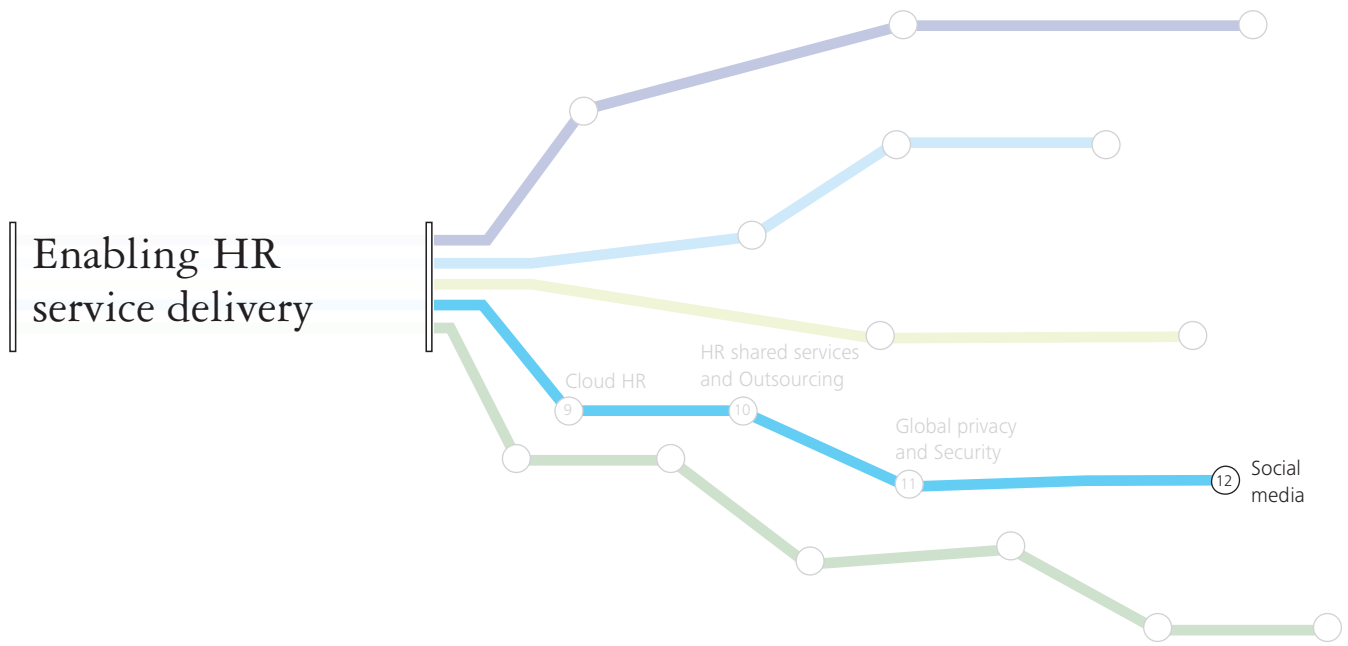 Enabling HR
service delivery
HR shared services
and Outsourcing
Cloud HR
9
10
Global privacy
and Security
11
12
Social
media